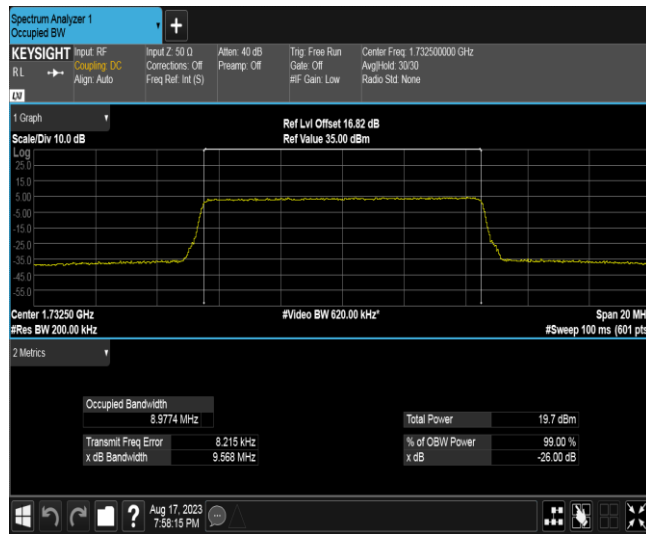 Spectrum Analyzer 1
Occupied BW
+
KEYSIGHT
RL
LXI
Input: RF
Coupling: DC
Align: Auto
Input Z: 50 Ω
Corrections: Off
Freq Ref: Int (S)
Atten: 40 dB
Preamp: Off
Trig: Free Run
Gate: Off
#IF Gain: Low
Center Freq: 1.732500000 GHz
Avg|Hold: 30/30
Radio Std: None
1 Graph
Scale/Div 10.0 dB
Ref Lvl Offset 16.82 dB
Ref Value 35.00 dBm
Log
25.0
15.0
5.00
-5.00
-15.0
-25.0
-35.0
-45.0
-55.0
Center 1.73250 GHz
#Video BW 620.00 kHz*
Span 20 MH
#Res BW 200.00 kHz
#Sweep 100 ms (601 pts
2 Metrics
Occupied Bandwidth
8.9774 MHz
Total Power 19.7 dBm
Transmit Freq Error 8.215 kHz
% of OBW Power 99.00 %
x dB Bandwidth 9.568 MHz
x dB -26.00 dB
?
Aug 17, 2023
7:58:15 PM